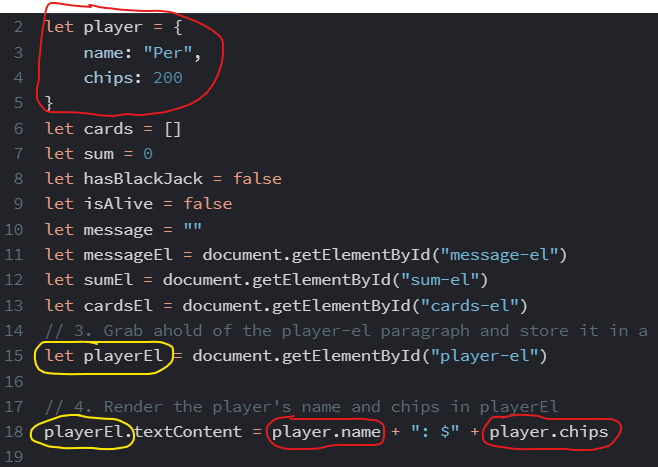 2 let player = {
3 name: "Per",
4 chips: 200
5 }
6 let cards = []
7 let sum = 0
8 let hasBlackJack = false
9 let isAlive = false
10 let message = ""
11 let messageEl = document.getElementById("message-el")
12 let sumEl = document.getElementById("sum-el")
13 let cardsEl = document.getElementById("cards-el")
14 // 3. Grab ahold of the player-el paragraph and store it in a
15 let playerEl = document.getElementById("player-el")
16
17 // 4. Render the player's name and chips in playerEl
18 playerEl.textContent = player.name + ": $" + player.chips
19